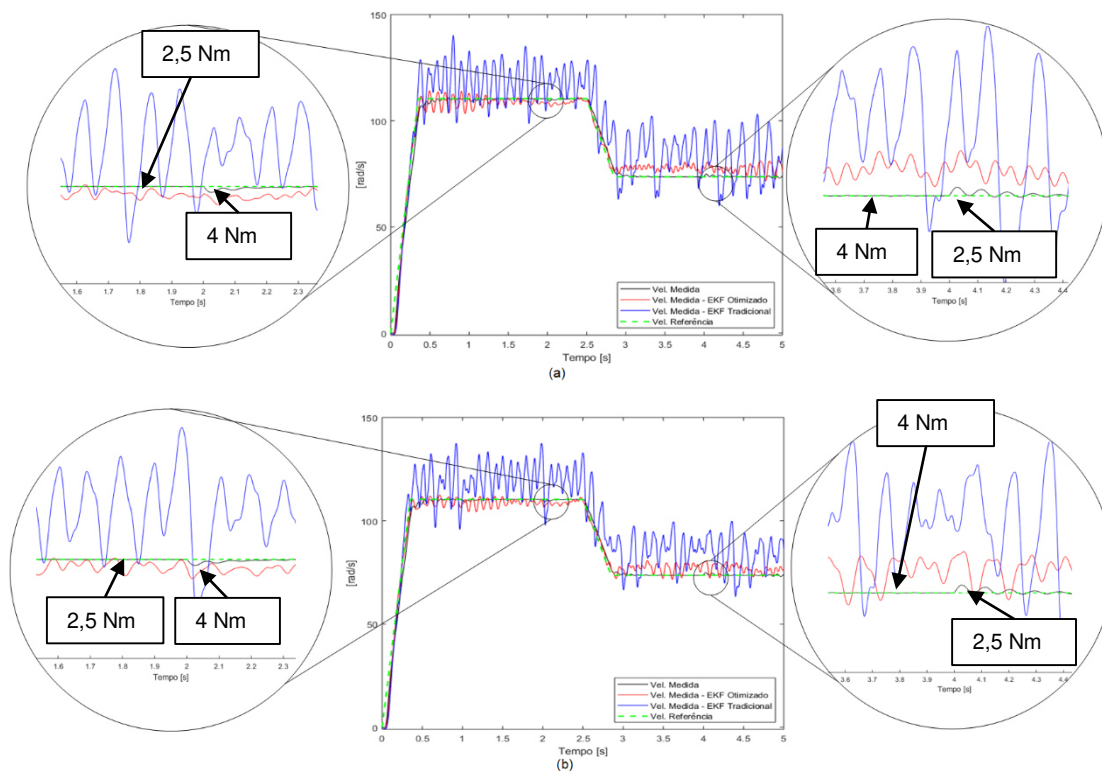 2,5 Nm
4 Nm
1.6 1.7 1.8 1.9 2 2.1 2.2 2.3
Tempo [s]
150
100
50
0
[rad/s]
Vel. Medida
Vel. Medida - EKF Otimizado
Vel. Medida - EKF Tradicional
Vel. Referência
0 0.5 1 1.5 2 2.5 3 3.5 4 4.5 5
Tempo [s]
(a)
4 Nm
2,5 Nm
3.6 3.7 3.8 3.9 4 4.1 4.2 4.3 4.4
Tempo [s]
2,5 Nm
4 Nm
1.6 1.7 1.8 1.9 2 2.1 2.2 2.3
Tempo [s]
150
100
50
0
[rad/s]
Vel. Medida
Vel. Medida - EKF Otimizado
Vel. Medida - EKF Tradicional
Vel. Referência
0 0.5 1 1.5 2 2.5 3 3.5 4 4.5 5
Tempo [s]
(b)
4 Nm
2,5 Nm
3.6 3.7 3.8 3.9 4 4.1 4.2 4.3 4.4
Tempo [s]